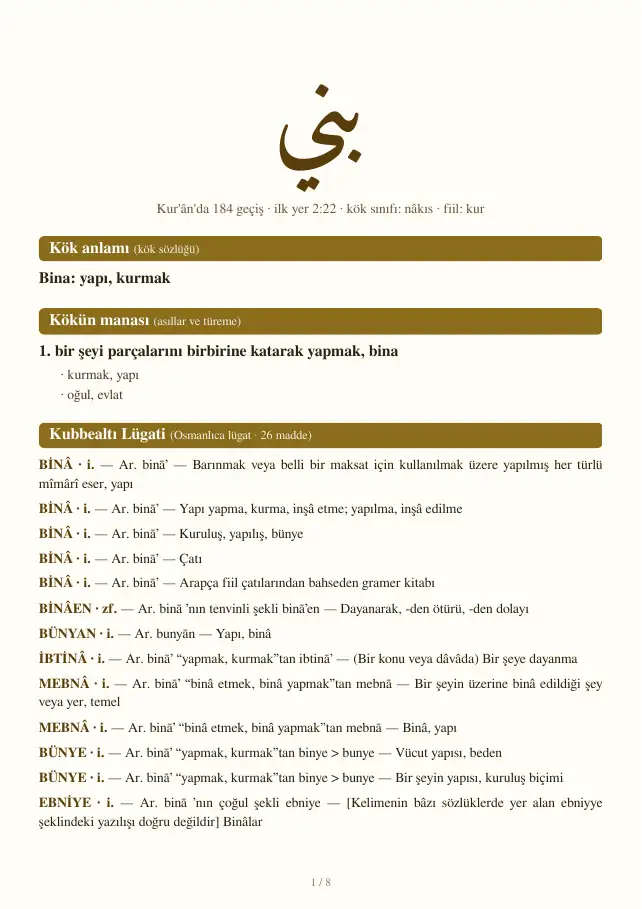 بني
Kur'ân'da 184 geçiş · ilk yer 2:22 · kök sınıfı: nâkıs · fiil: kur
Kök anlamı (kök sözlüğü)
Bina: yapı, kurmak
Kökün manası (asıllar ve türeme)
1. bir şeyi parçalarını birbirine katarak yapmak, bina
· kurmak, yapı
· oğul, evlat
Kubbealtı Lügati (Osmanlıca lügat · 26 madde)
BİNÂ · i. — Ar. binā' — Barınmak veya belli bir maksat için kullanılmak üzere yapılmış her türlü
mîmârî eser, yapı
BİNÂ · i. — Ar. binā' — Yapı yapma, kurma, inşâ etme; yapılma, inşâ edilme
BİNÂ · i. — Ar. binā' — Kuruluş, yapılış, bünye
BİNÂ · i. — Ar. binā' — Çatı
BİNÂ · i. — Ar. binā' — Arapça fiil çatılarından bahseden gramer kitabı
BİNÂEN · zf. — Ar. binā 'nın tenvinli şekli binā'en — Dayanarak, -den ötürü, -den dolayı
BÜNYAN · i. — Ar. bunyān — Yapı, binâ
İBTİNÂ · i. — Ar. binā' “yapmak, kurmak”tan ibtinā' — (Bir konu veya dâvâda) Bir şeye dayanma
MEBNÂ · i. — Ar. binā' “binâ etmek, binâ yapmak”tan mebnā — Bir şeyin üzerine binâ edildiği şey
veya yer, temel
MEBNÂ · i. — Ar. binā' “binâ etmek, binâ yapmak”tan mebnā — Binâ, yapı
BÜNYE · i. — Ar. binā' “yapmak, kurmak”tan binye > bunye — Vücut yapısı, beden
BÜNYE · i. — Ar. binā' “yapmak, kurmak”tan binye > bunye — Bir şeyin yapısı, kuruluş biçimi
EBNİYE · i. — Ar. binā 'nın çoğul şekli ebniye — [Kelimenin bâzı sözlüklerde yer alan ebniyye
şeklindeki yazılışı doğru değildir] Binâlar
1 / 8